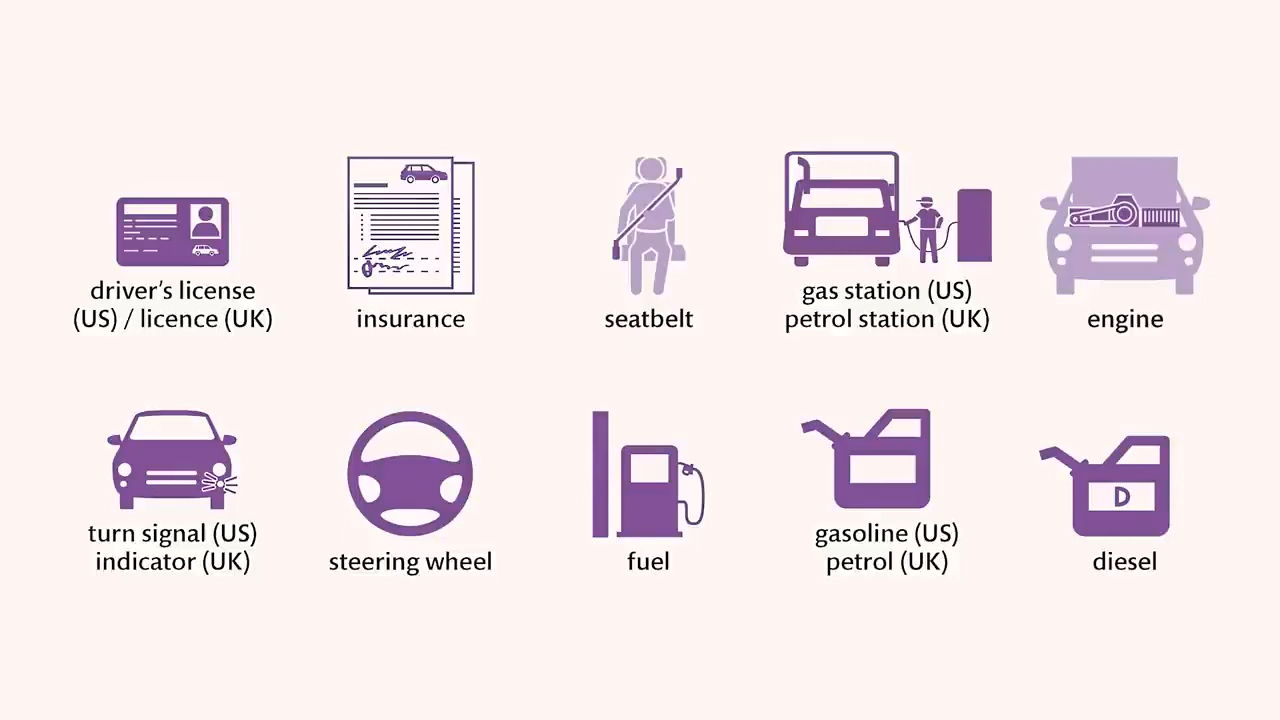 driver's license
(US) / licence (UK)
insurance
seatbelt
gas station (US)
petrol station (UK)
engine
turn signal (US)
indicator (UK)
steering wheel
fuel
gasoline (US)
petrol (UK)
D
diesel